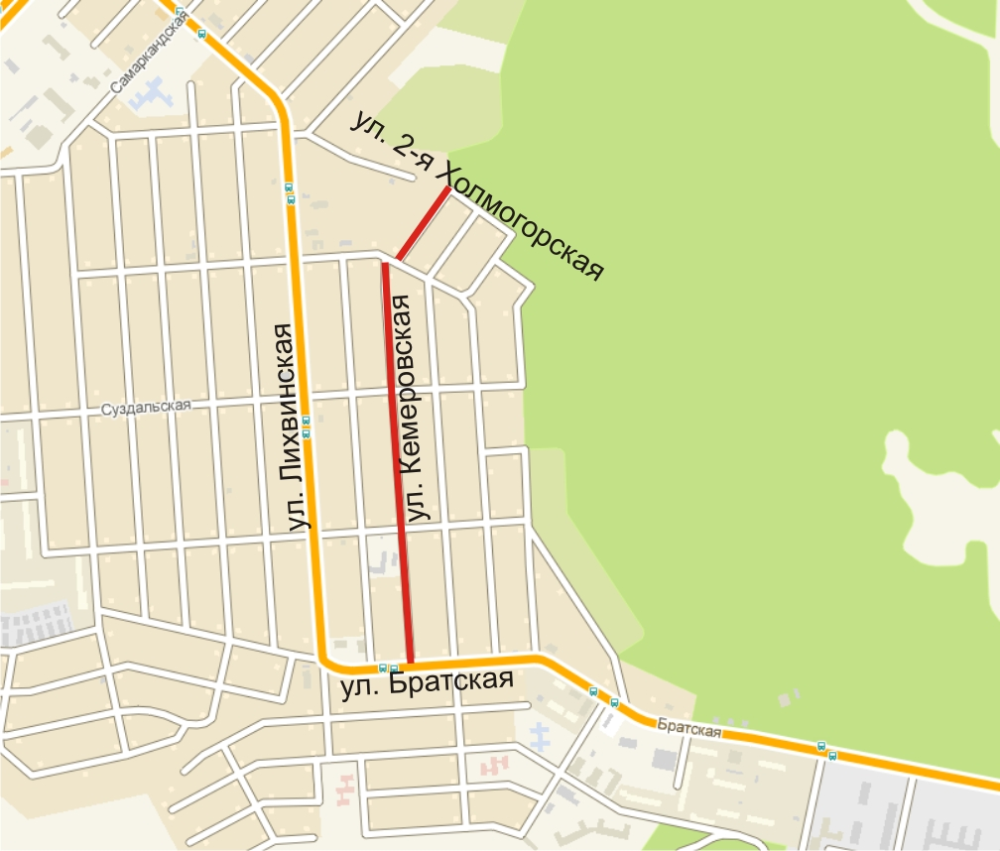 Самаркандская
ул. 2-я Холмогорская
ул. Лихвинская
ул. Кемеровская
Суздальская
ул. Братская
Братская